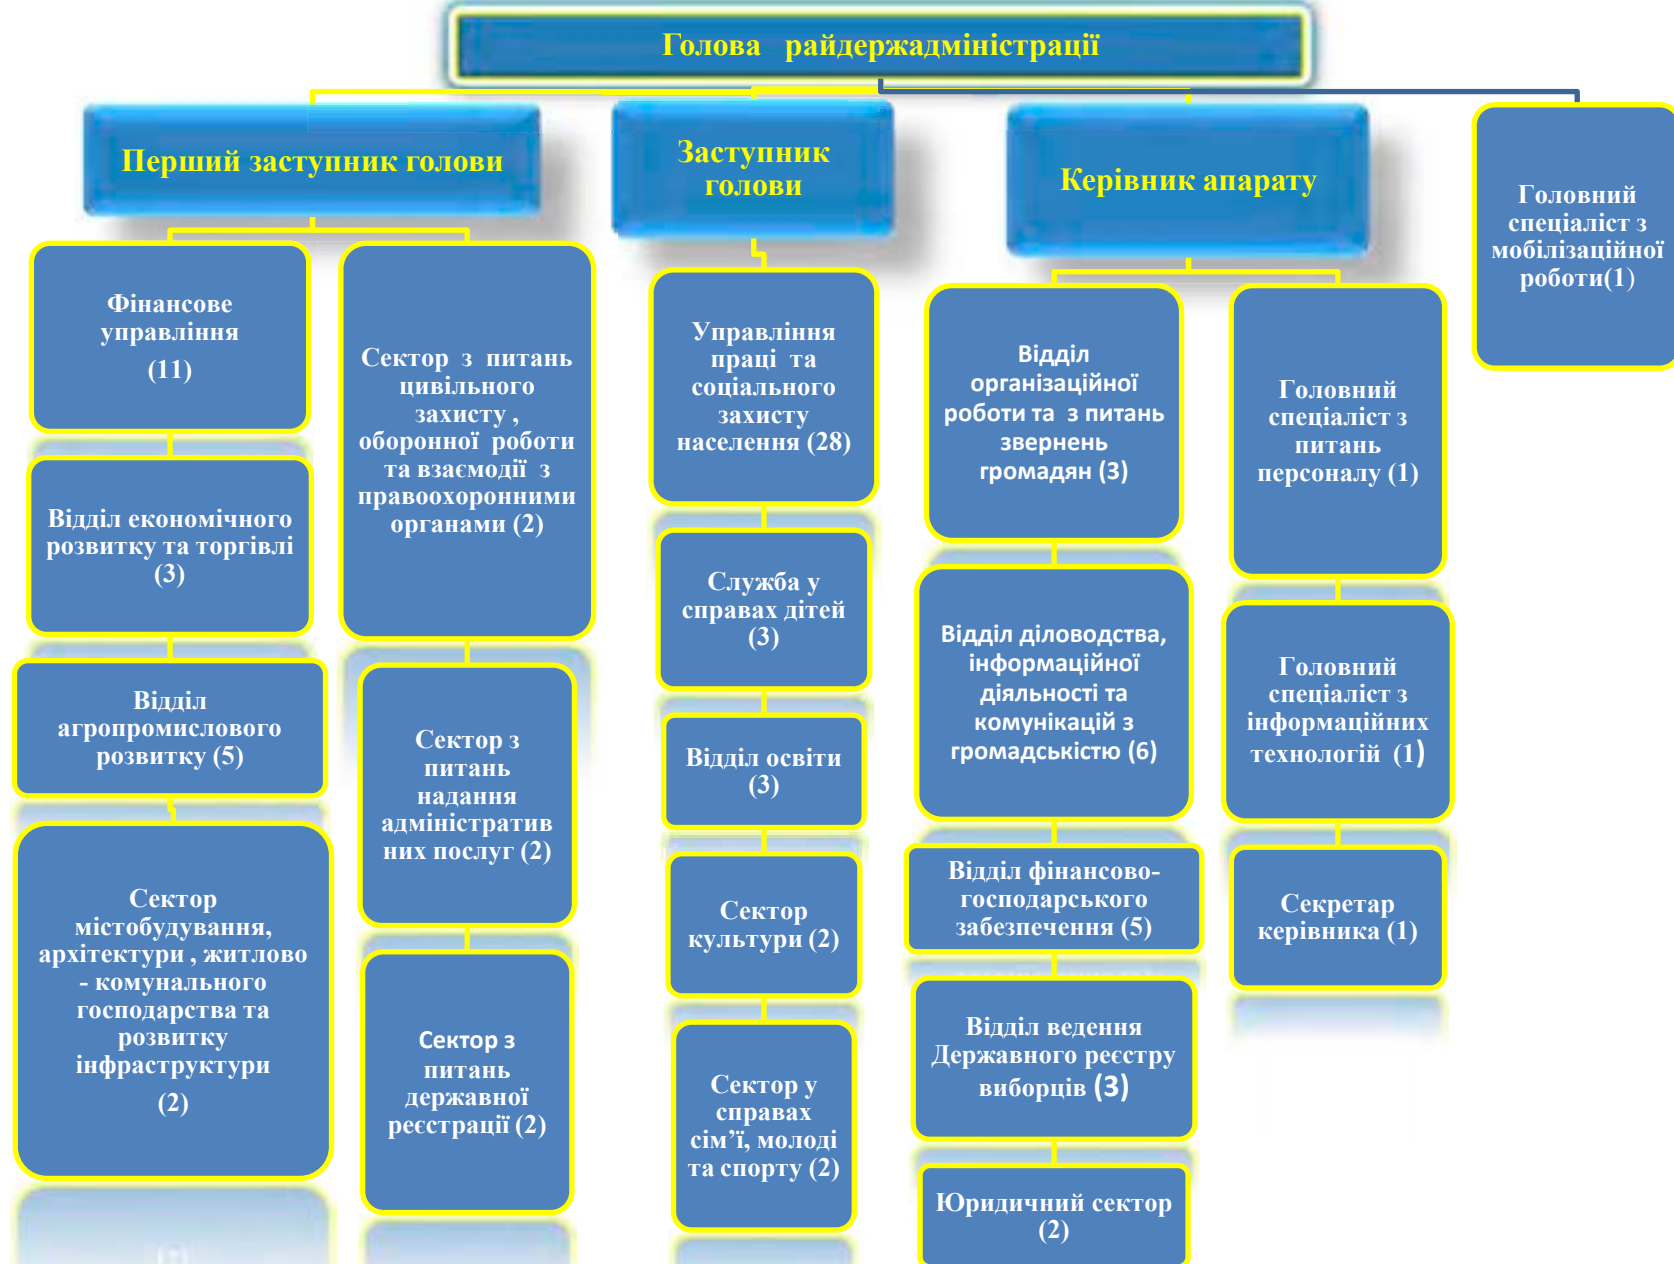 Голова райдержадміністрації
Перший заступник голови
Заступник
голови
Керівник апарату
Головний
спеціаліст з
мобілізаційної
роботи(1)
Фінансове
управління
(11)
Відділ економічного
розвитку та торгівлі
(3)
Відділ
агропромислового
розвитку (5)
Сектор
містобудування,
архітектури , житлово
- комунального
господарства та
розвитку
інфраструктури
(2)
Сектор з питань
цивільного
захисту ,
оборонної роботи
та взаємодії з
правоохоронними
органами (2)
Сектор з
питань
надання
адміністратив
них послуг (2)
Сектор з
питань
державної
реєстрації (2)
Управління
праці та
соціального
захисту
населення (28)
Служба у
справах дітей
(3)
Відділ освіти
(3)
Сектор
культури (2)
Сектор у
справах
сім’ї, молоді
та спорту (2)
Відділ
організаційної
роботи та з питань
звернень
громадян (3)
Відділ діловодства,
інформаційної
діяльності та
комунікацій з
громадськістю (6)
Відділ фінансово-
господарського
забезпечення (5)
Відділ ведення
Державного реєстру
виборців (3)
Юридичний сектор
(2)
Головний
спеціаліст з
питань
персоналу (1)
Головний
спеціаліст з
інформаційних
технологій (1)
Секретар
керівника (1)